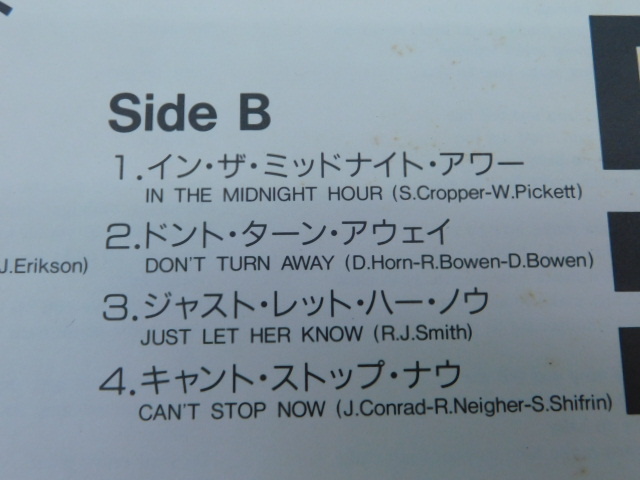 Side B
1.イン・ザ・ミッドナイト・アワー
IN THE MIDNIGHT HOUR (S.Cropper-W.Pickett)
2.ドント・ターン・アウェイ
J.Erikson)
DON'T TURN AWAY (D.Horn-R.Bowen-D.Bowen)
3.ジャスト・レット・ハー・ノウ
JUST LET HER KNOW (R.J.Smith)
4.キャント・ストップ・ナウ
CAN'T STOP NOW (J.Conrad-R.Neigher-S.Shifrin)